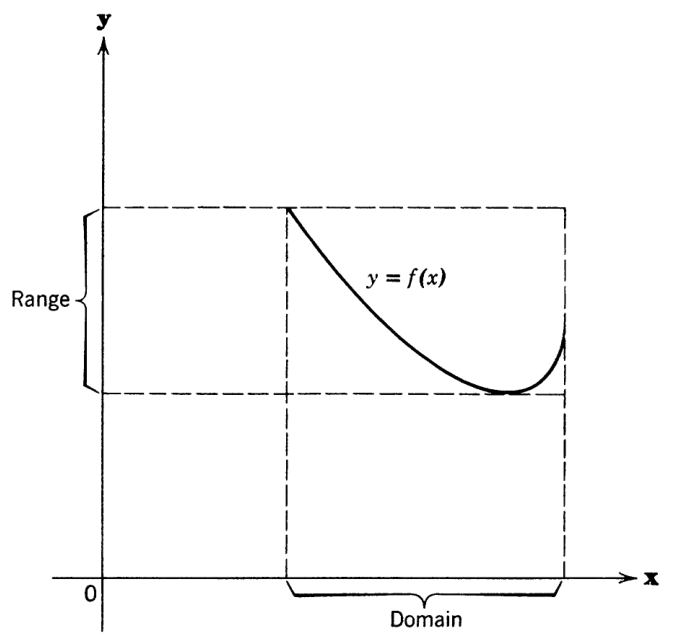 y
y = f(x)
Range
0
x
Domain